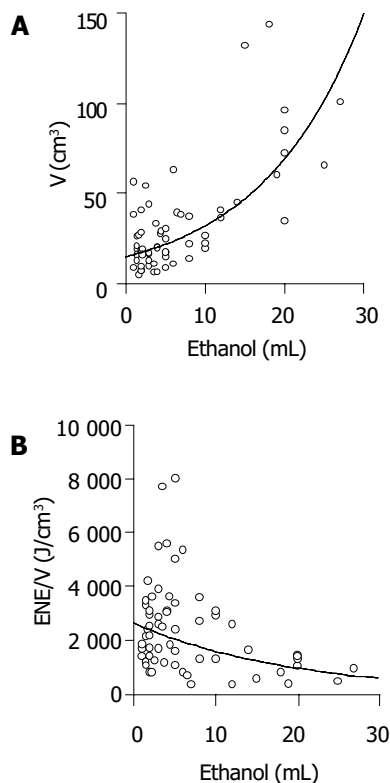 A
150
100
50
0
V (cm³)
0 10 20 30
Ethanol (mL)
B
10 000
8 000
6 000
4 000
2 000
0
ENE/V (J/cm³)
0 10 20 30
Ethanol (mL)